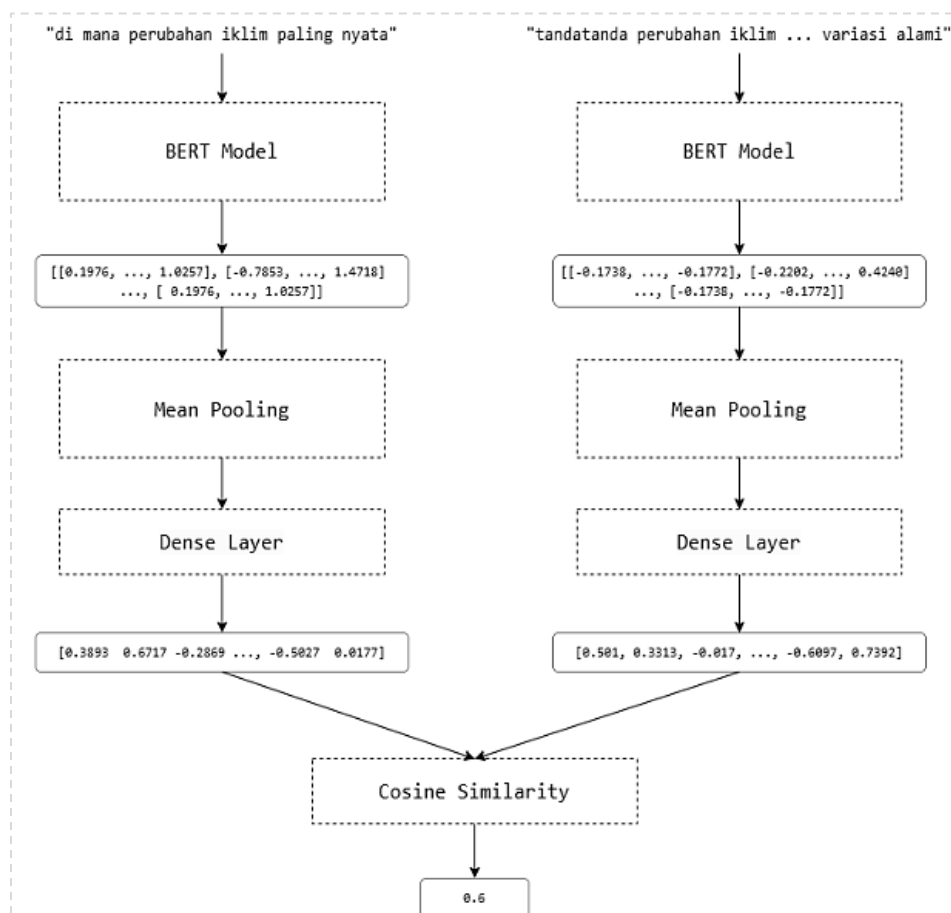 "di mana perubahan iklim paling nyata"
"tandatanda perubahan iklim ... variasi alami"
BERT Model
BERT Model
[[0.1976, ..., 1.0257], [-0.7853, ..., 1.4718]
..., [ 0.1976, ..., 1.0257]]
[[-0.1738, ..., -0.1772], [-0.2202, ..., 0.4240]
..., [-0.1738, ..., -0.1772]]
Mean Pooling
Mean Pooling
Dense Layer
Dense Layer
[0.3893 0.6717 -0.2869 ..., -0.5027 0.0177]
[0.501, 0.3313, -0.017, ..., -0.6097, 0.7392]
Cosine Similarity
0.6